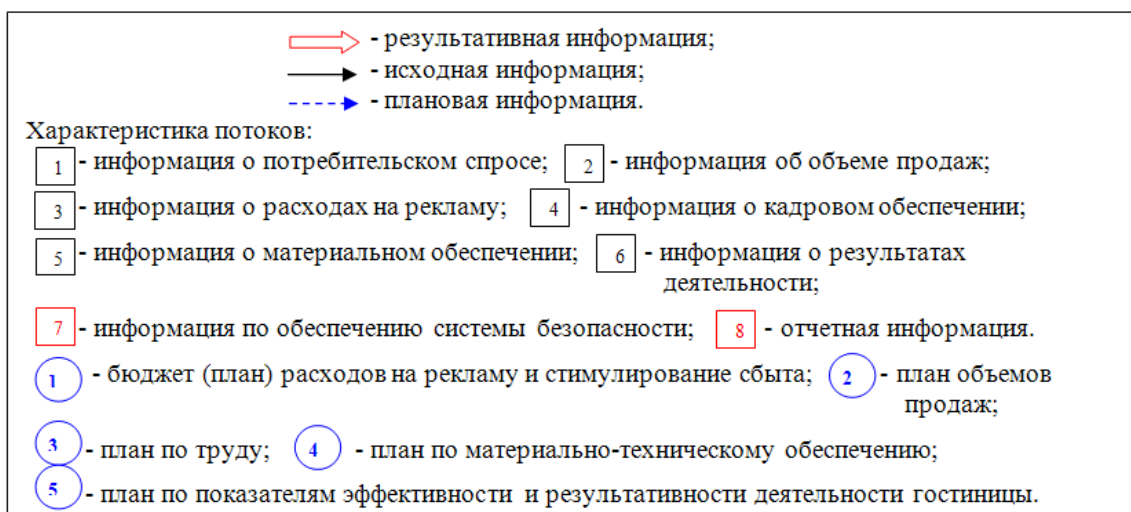 - результативная информация;
- исходная информация;
- плановая информация.
Характеристика потоков:
1 - информация о потребительском спросе; 2 - информация об объеме продаж;
3 - информация о расходах на рекламу; 4 - информация о кадровом обеспечении;
5 - информация о материальном обеспечении; 6 - информация о результатах
деятельности;
7 - информация по обеспечению системы безопасности; 8 - отчетная информация.
1 - бюджет (план) расходов на рекламу и стимулирование сбыта; 2 - план объемов
продаж;
3 - план по труду; 4 - план по материально-техническому обеспечению;
5 - план по показателям эффективности и результативности деятельности гостиницы.